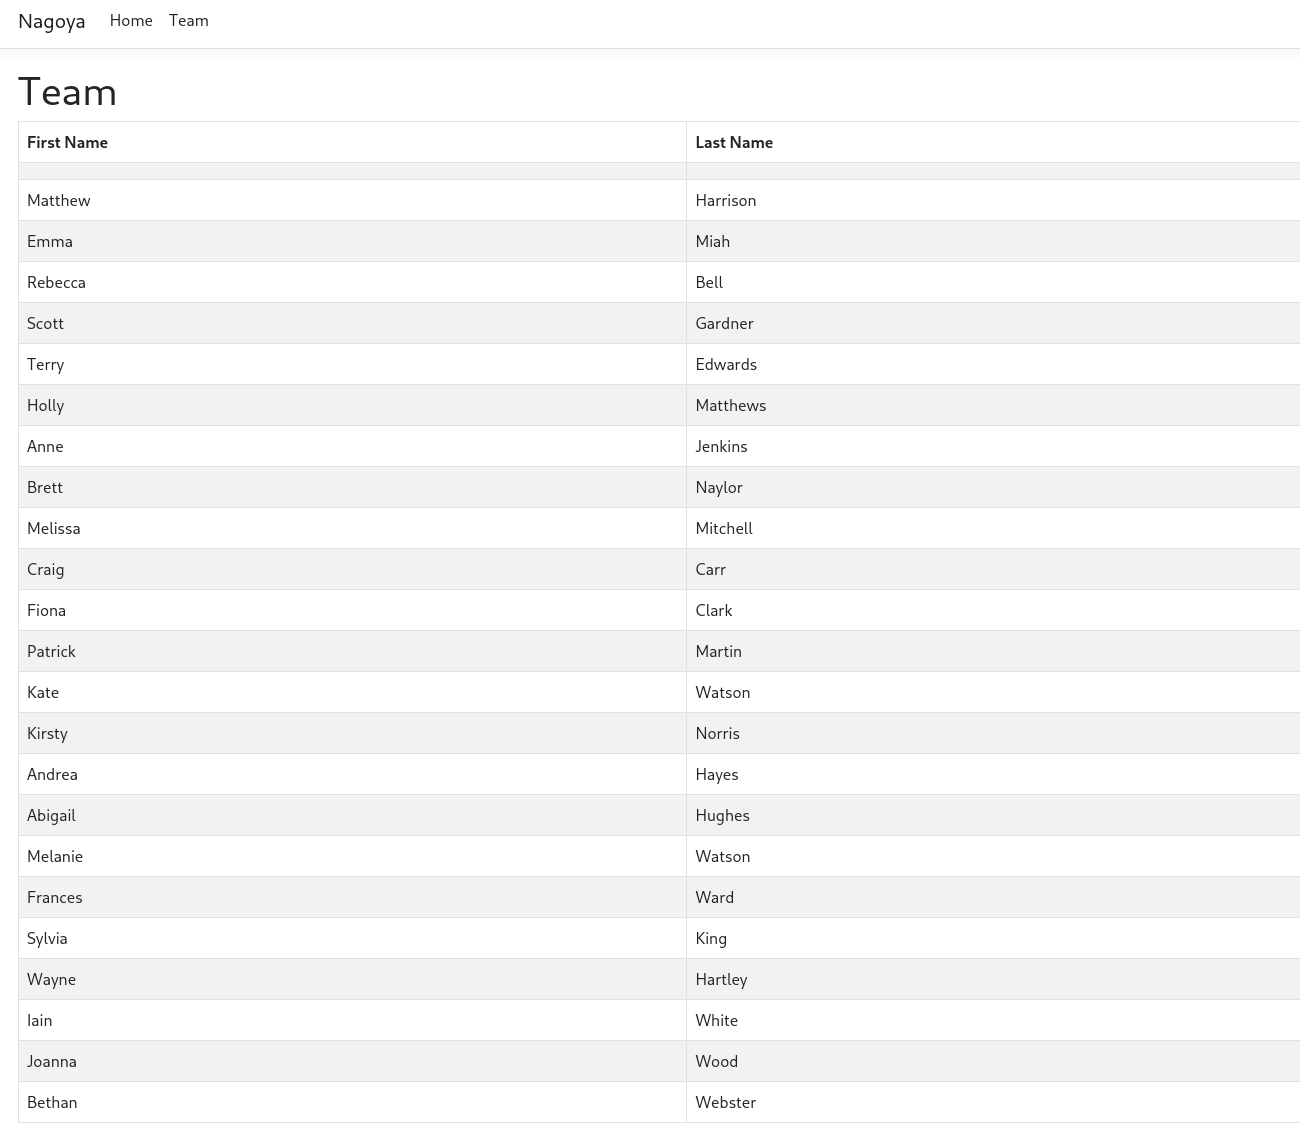 Nagoya Home Team
Team
First Name Last Name
Matthew Harrison
Emma Miah
Rebecca Bell
Scott Gardner
Terry Edwards
Holly Matthews
Anne Jenkins
Brett Naylor
Melissa Mitchell
Craig Carr
Fiona Clark
Patrick Martin
Kate Watson
Kirsty Norris
Andrea Hayes
Abigail Hughes
Melanie Watson
Frances Ward
Sylvia King
Wayne Hartley
Iain White
Joanna Wood
Bethan Webster